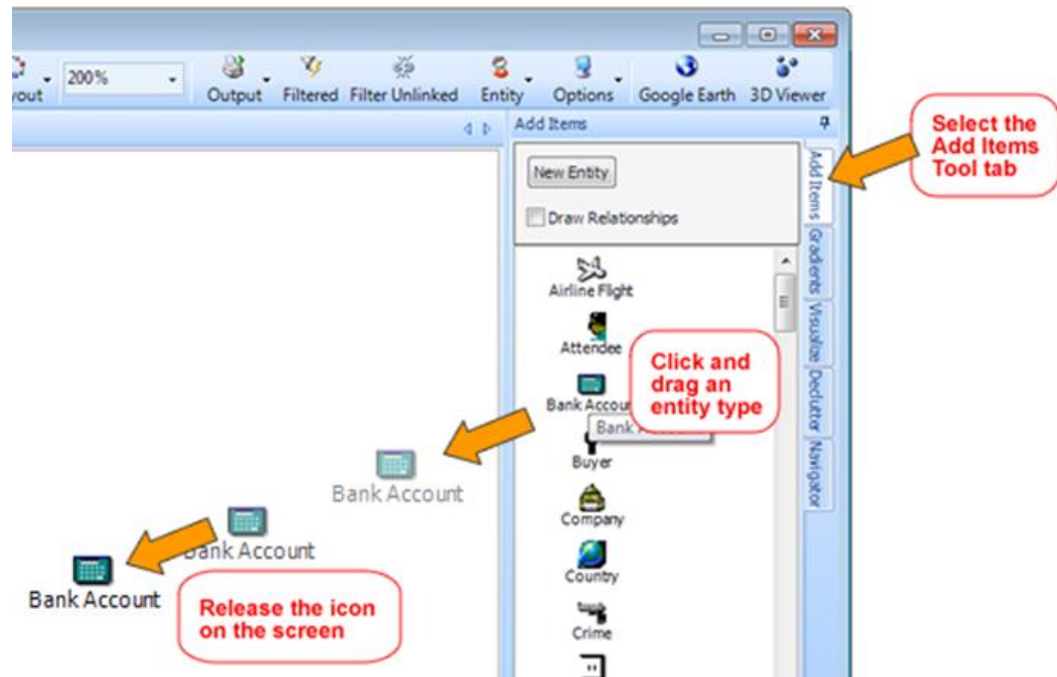 200%
Output Filtered Filter Unlinked Entity Options Google Earth 3D Viewer
Add Items
New Entity
Draw Relationships
Airline Flight
Attendee
Bank Account
Bank
Buyer
Company
Country
Crime
Add Items
Gradients
Visualize
Declutter
Navigator
Select the
Add Items
Tool tab
Click and
drag an
entity type
Bank Account
Bank Account
Bank Account
Release the icon
on the screen